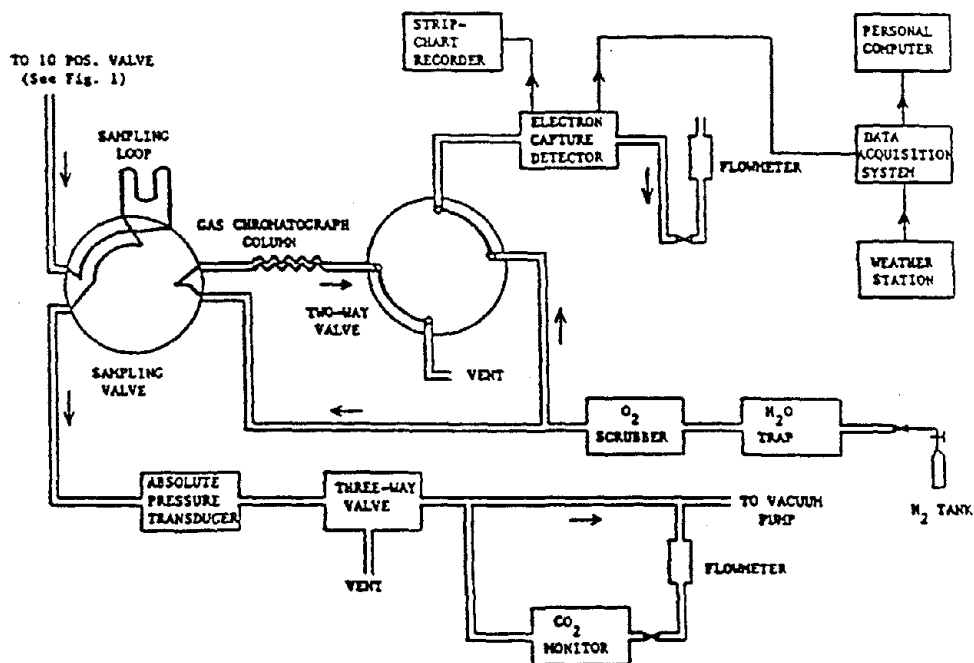 STRIP-
CHART
RECORDER
PERSONAL
COMPUTER
TO 10 POS. VALVE
(See Fig. 1)
SAMPLING
LOOP
ELECTRON
CAPTURE
DETECTOR
FLOWMETER
DATA
ACQUISITION
SYSTEM
GAS CHROMATOGRAPH
COLUMN
WEATHER
STATION
TWO-WAY
VALVE
VENT
SAMPLING
VALVE
O2
SCRUBBER
H2O
TRAP
N2 TANK
ABSOLUTE
PRESSURE
TRANSDUCER
THREE-WAY
VALVE
TO VACUUM
PUMP
VENT
FLOWMETER
CO2
MONITOR